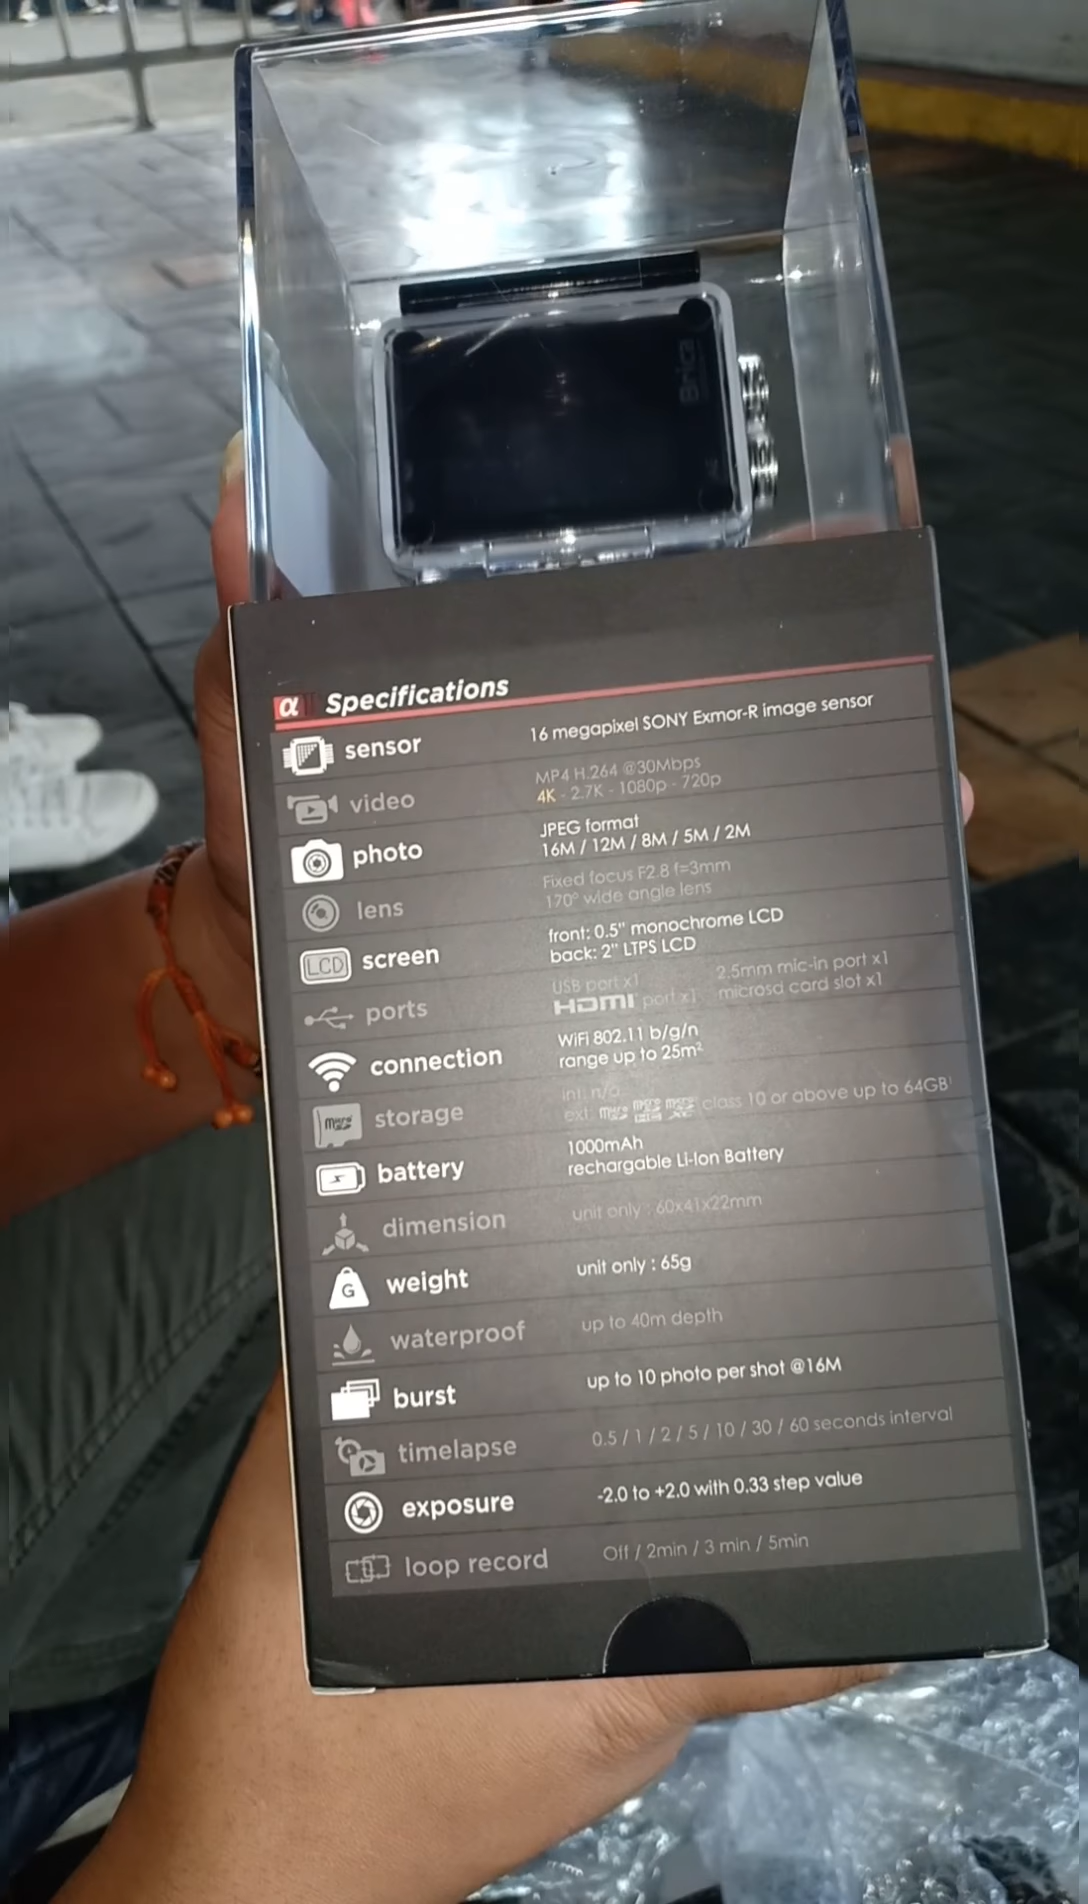 Brica
α Specifications
sensor 16 megapixel SONY Exmor-R image sensor
video MP4 H.264 @30Mbps
4K - 2.7K - 1080p - 720p
photo JPEG format
16M / 12M / 8M / 5M / 2M
lens Fixed focus F2.8 f=3mm
170° wide angle lens
LCD screen front: 0.5" monochrome LCD
back: 2" LTPS LCD
ports USB port x1 2.5mm mic-in port x1
HDMI port x1 microsd card slot x1
connection WiFi 802.11 b/g/n
range up to 25m²
storage int: n/a
ext: class 10 or above up to 64GB
battery 1000mAh
rechargable Li-Ion Battery
dimension unit only : 60x41x22mm
G weight unit only : 65g
waterproof up to 40m depth
burst up to 10 photo per shot @16M
timelapse 0.5 / 1 / 2 / 5 / 10 / 30 / 60 seconds interval
exposure -2.0 to +2.0 with 0.33 step value
loop record Off / 2min / 3 min / 5min